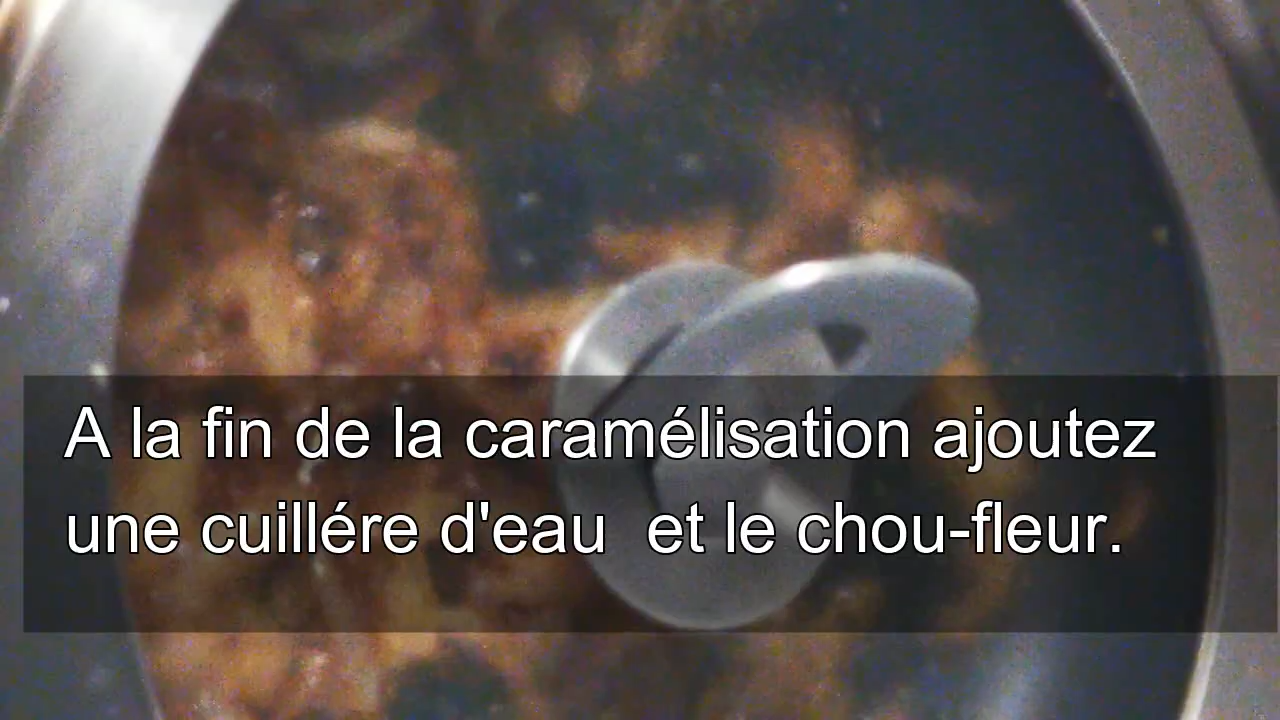 A la fin de la caramélisation ajoutez
une cuillére d'eau  et le chou-fleur.